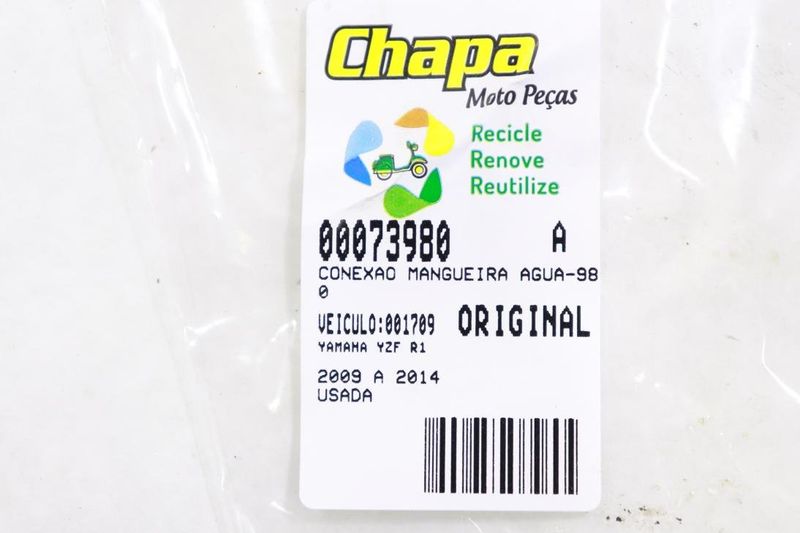 Chapa
Moto Peças
Recicle
Renove
Reutilize
00073980 A
CONEXAO MANGUEIRA AGUA-98
0
VEICULO:001709 ORIGINAL
YAMAHA YZF R1
2009 A 2014
USADA